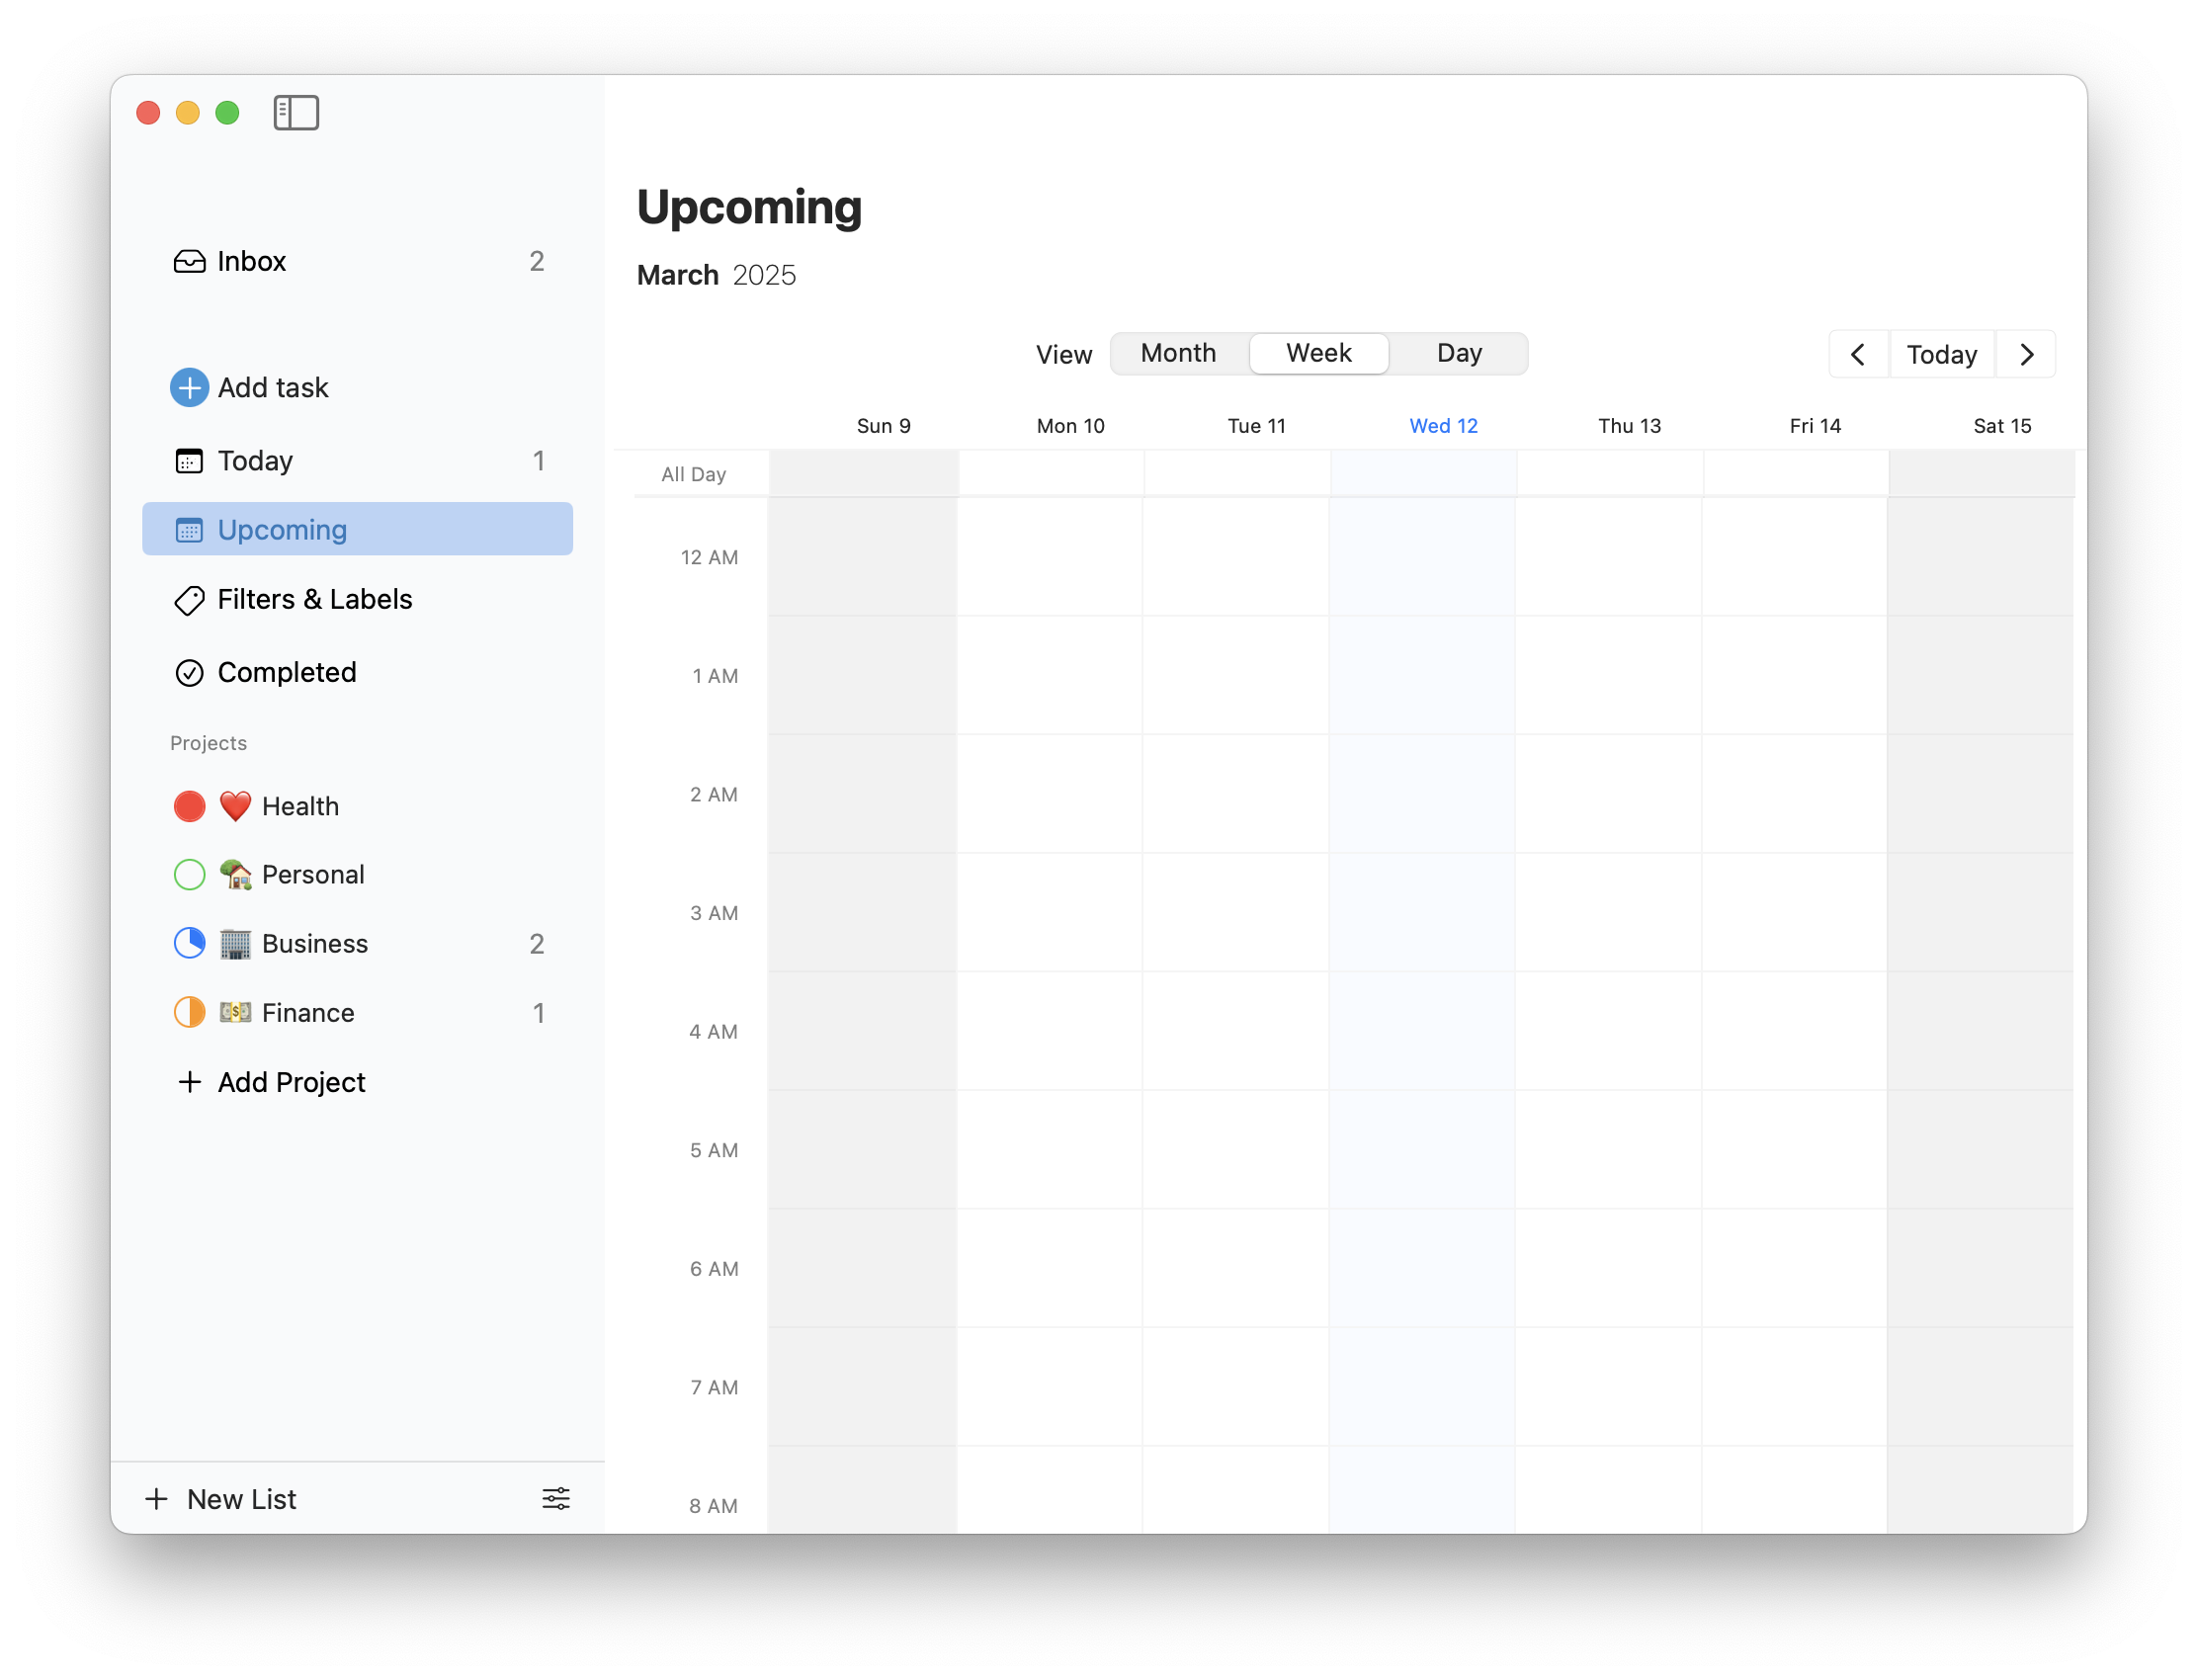 Inbox 2
Add task
Today 1
Upcoming
Filters & Labels
Completed
Projects
Health
Personal
Business 2
Finance 1
Add Project
New List
Upcoming
March 2025
View Month Week Day
Today
Sun 9 Mon 10 Tue 11 Wed 12 Thu 13 Fri 14 Sat 15
All Day
12 AM
1 AM
2 AM
3 AM
4 AM
5 AM
6 AM
7 AM
8 AM